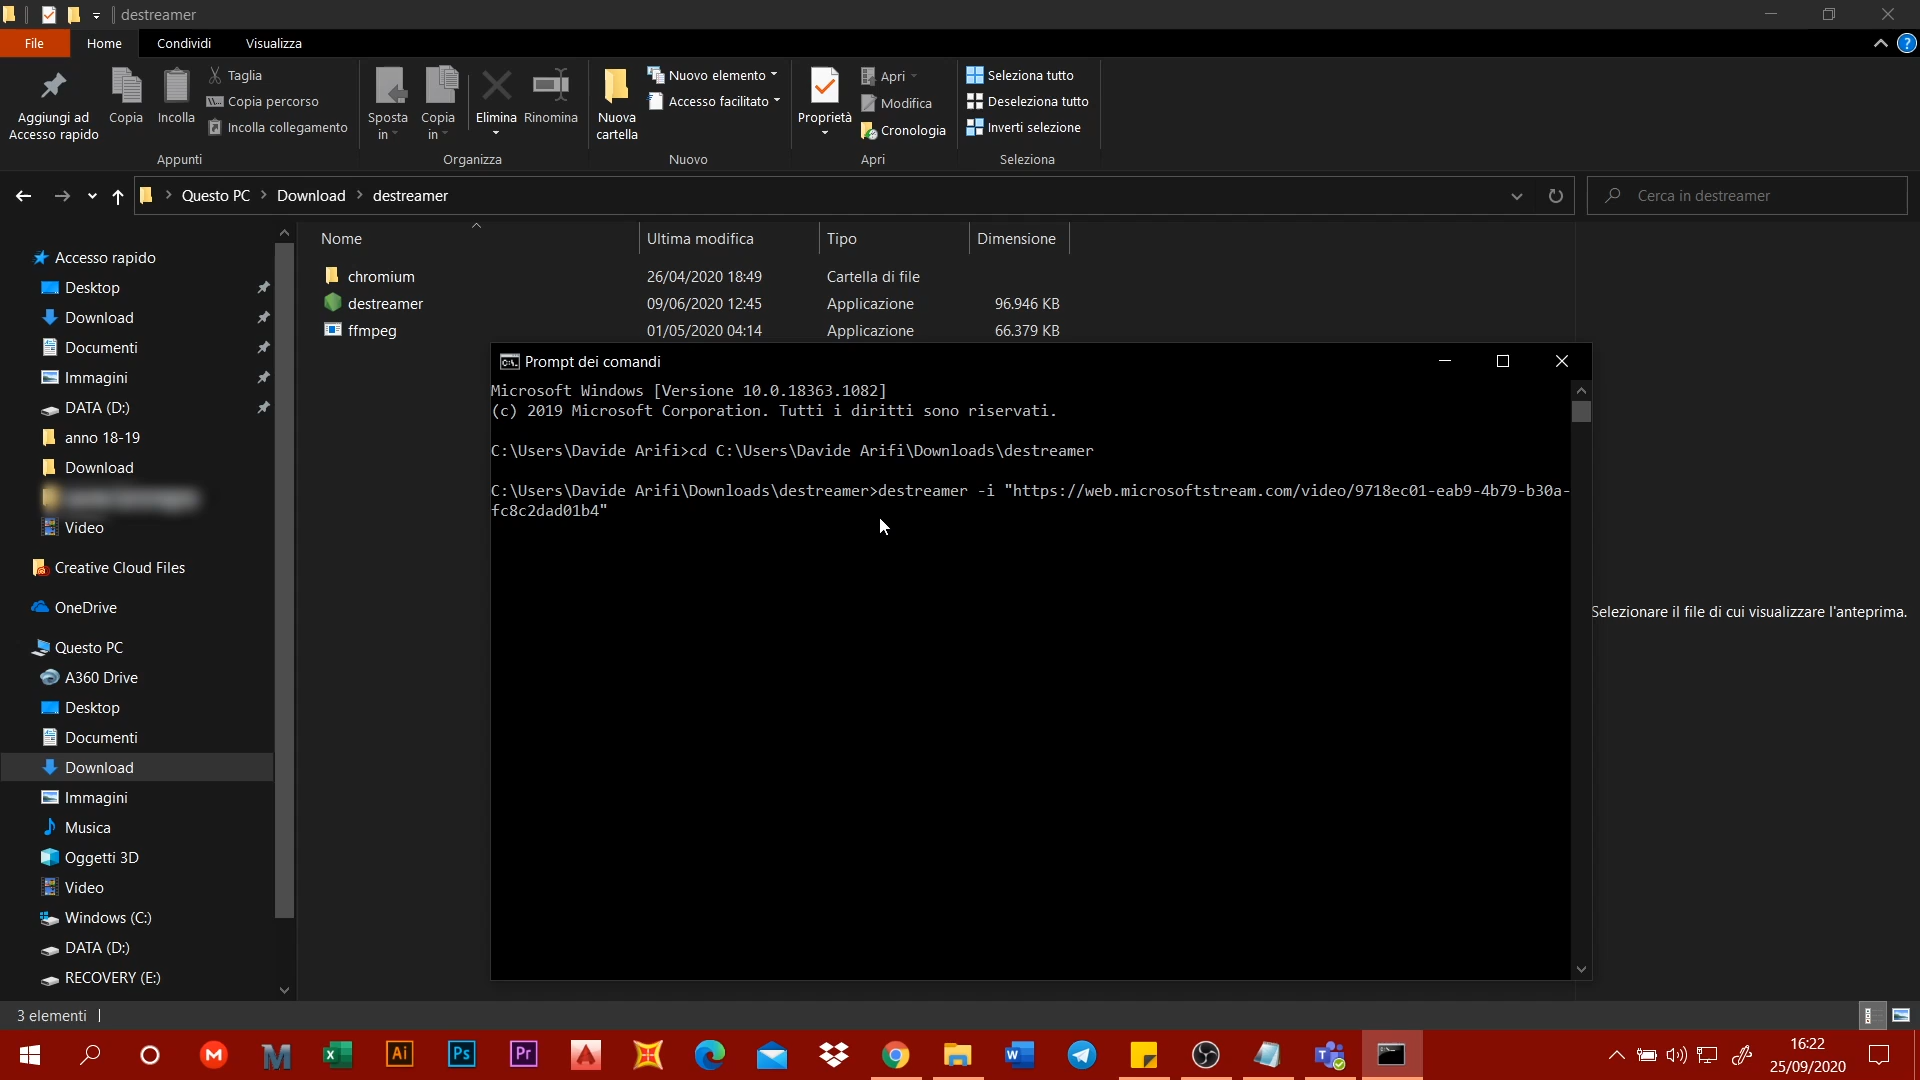 destreamer
File
Home
Condividi
Visualizza
Aggiungi ad
Accesso rapido
Copia
Incolla
Taglia
Copia percorso
Incolla collegamento
Appunti
Sposta
in
Copia
in
Elimina
Rinomina
Organizza
Nuova
cartella
Nuovo elemento
Accesso facilitato
Nuovo
Proprietà
Apri
Modifica
Cronologia
Apri
Seleziona tutto
Deseleziona tutto
Inverti selezione
Seleziona
Questo PC > Download > destreamer
Cerca in destreamer
Accesso rapido
Desktop
Download
Documenti
Immagini
DATA (D:)
anno 18-19
Download
Video
Creative Cloud Files
OneDrive
Questo PC
A360 Drive
Desktop
Documenti
Download
Immagini
Musica
Oggetti 3D
Video
Windows (C:)
DATA (D:)
RECOVERY (E:)
Nome Ultima modifica Tipo Dimensione
chromium 26/04/2020 18:49 Cartella di file
destreamer 09/06/2020 12:45 Applicazione 96.946 KB
ffmpeg 01/05/2020 04:14 Applicazione 66.379 KB
Prompt dei comandi
Microsoft Windows [Versione 10.0.18363.1082]
(c) 2019 Microsoft Corporation. Tutti i diritti sono riservati.
C:\Users\Davide Arifi>cd C:\Users\Davide Arifi\Downloads\destreamer
C:\Users\Davide Arifi\Downloads\destreamer>destreamer -i "https://web.microsoftstream.com/video/9718ec01-eab9-4b79-b30a-
fc8c2dad01b4"
Selezionare il file di cui visualizzare l'anteprima.
3 elementi
16:22
25/09/2020